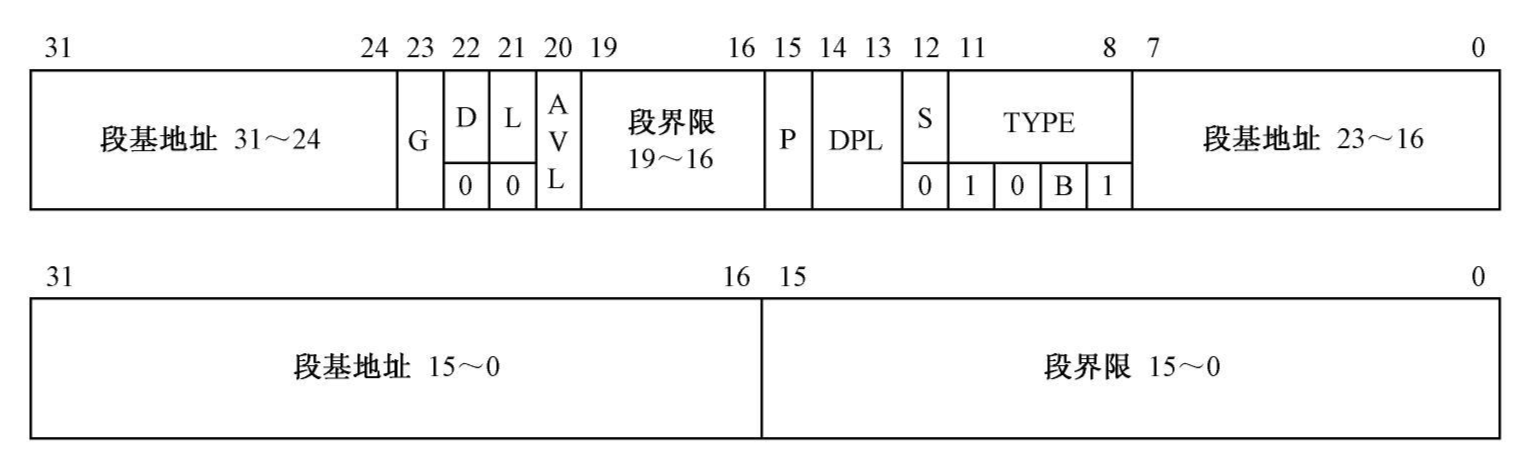 31 24 23 22 21 20 19 16 15 14 13 12 11 8 7 0
段基地址 31～24 G D L A V L 段界限 19～16 P DPL S TYPE 段基地址 23～16
0 0 0 1 0 B 1
31 16 15 0
段基地址 15～0 段界限 15～0